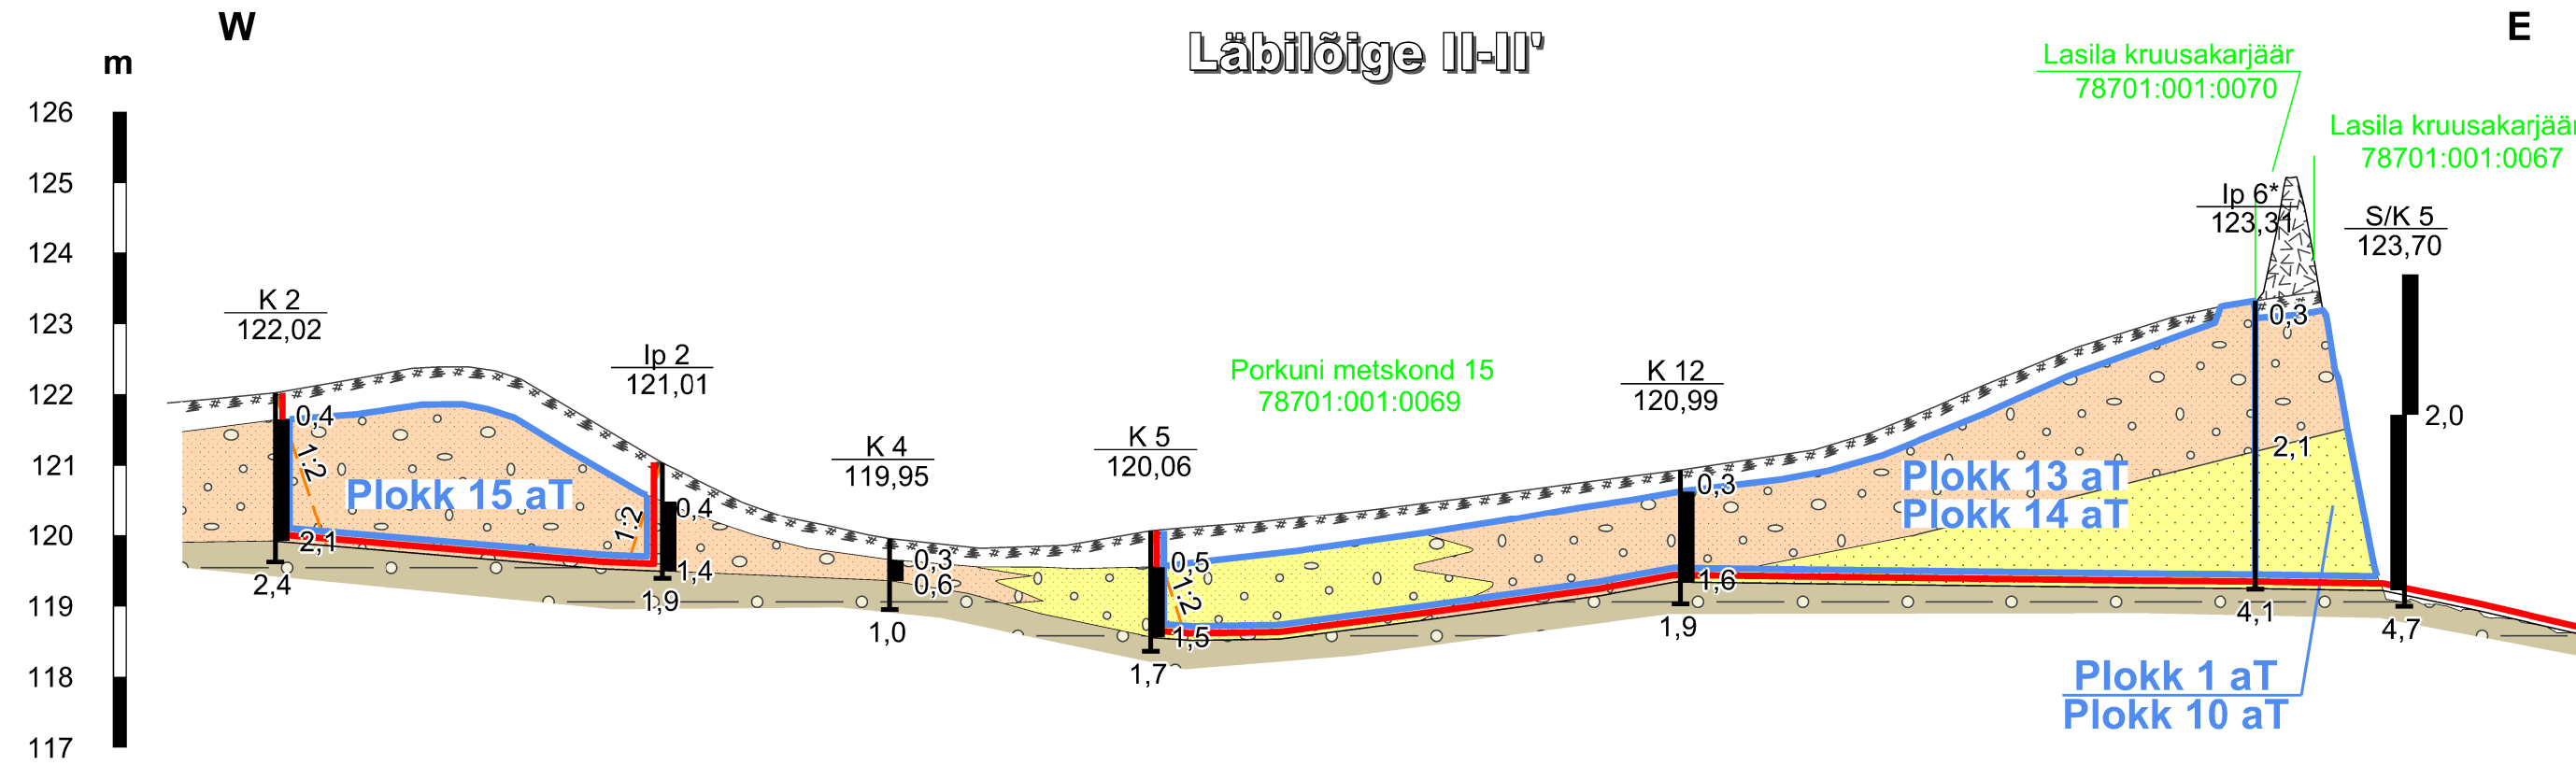 W
E
Läbilõige II-II'
m
126
125
124
123
122
121
120
119
118
117
Lasila kruusakarjäär
78701:001:0070
Lasila kruusakarjäär
78701:001:0067
Ip 6*
123,31
S/K 5
123,70
K 2
122,02
Ip 2
121,01
K 4
119,95
K 5
120,06
Porkuni metskond 15
78701:001:0069
K 12
120,99
0,4
1:2
Plokk 15 aT
2,1
2,4
1:2
0,4
1,4
1,9
0,3
0,6
1,0
0,5
1:2
1,5
1,7
0,3
1,6
1,9
Plokk 13 aT
Plokk 14 aT
0,3
2,1
4,1
2,0
4,7
Plokk 1 aT
Plokk 10 aT